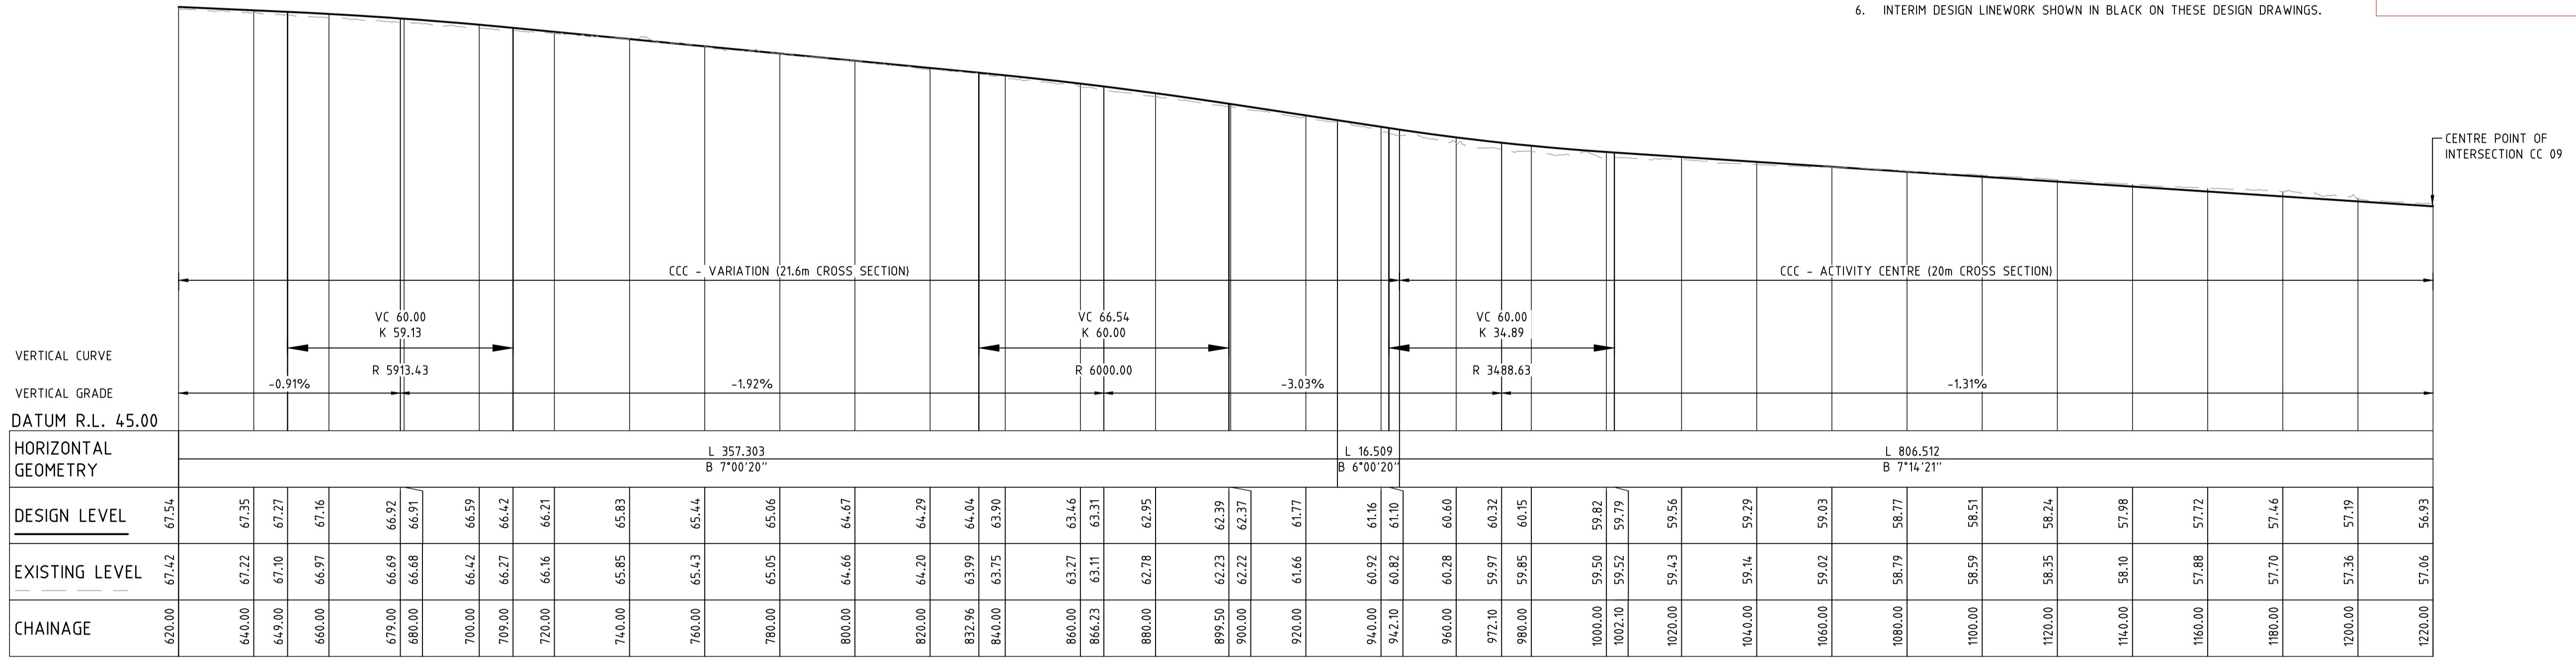 6. INTERIM DESIGN LINEWORK SHOWN IN BLACK ON THESE DESIGN DRAWINGS.
CENTRE POINT OF
INTERSECTION CC 09
CCC - VARIATION (21.6m CROSS SECTION)
CCC - ACTIVITY CENTRE (20m CROSS SECTION)
VC 60.00
K 59.13
R 5913.43
VC 66.54
K 60.00
R 6000.00
VC 60.00
K 34.89
R 3488.63
VERTICAL CURVE
VERTICAL GRADE
-0.91%
-1.92%
-3.03%
-1.31%
DATUM R.L. 45.00
HORIZONTAL
GEOMETRY
L 357.303
B 7°00'20"
L 16.509
B 6°00'20"
L 806.512
B 7°14'21"
DESIGN LEVEL 67.54 67.35 67.27 67.16 66.92 66.91 66.59 66.42 66.21 65.83 65.44 65.06 64.67 64.29 64.04 63.90 63.46 63.31 62.95 62.39 62.37 61.77 61.16 61.10 60.60 60.32 60.15 59.82 59.79 59.56 59.29 59.03 58.77 58.51 58.24 57.98 57.72 57.46 57.19 56.93
EXISTING LEVEL 67.42 67.22 67.10 66.97 66.69 66.68 66.42 66.27 66.16 65.85 65.43 65.05 64.66 64.20 63.99 63.75 63.27 63.11 62.78 62.23 62.22 61.66 60.92 60.82 60.28 59.97 59.85 59.50 59.52 59.43 59.14 59.02 58.79 58.59 58.35 58.10 57.88 57.70 57.36 57.06
CHAINAGE 620.00 640.00 649.00 660.00 679.00 680.00 700.00 709.00 720.00 740.00 760.00 780.00 800.00 820.00 832.96 840.00 860.00 866.23 880.00 899.50 900.00 920.00 940.00 942.10 960.00 972.10 980.00 1000.00 1002.10 1020.00 1040.00 1060.00 1080.00 1100.00 1120.00 1140.00 1160.00 1180.00 1200.00 1220.00